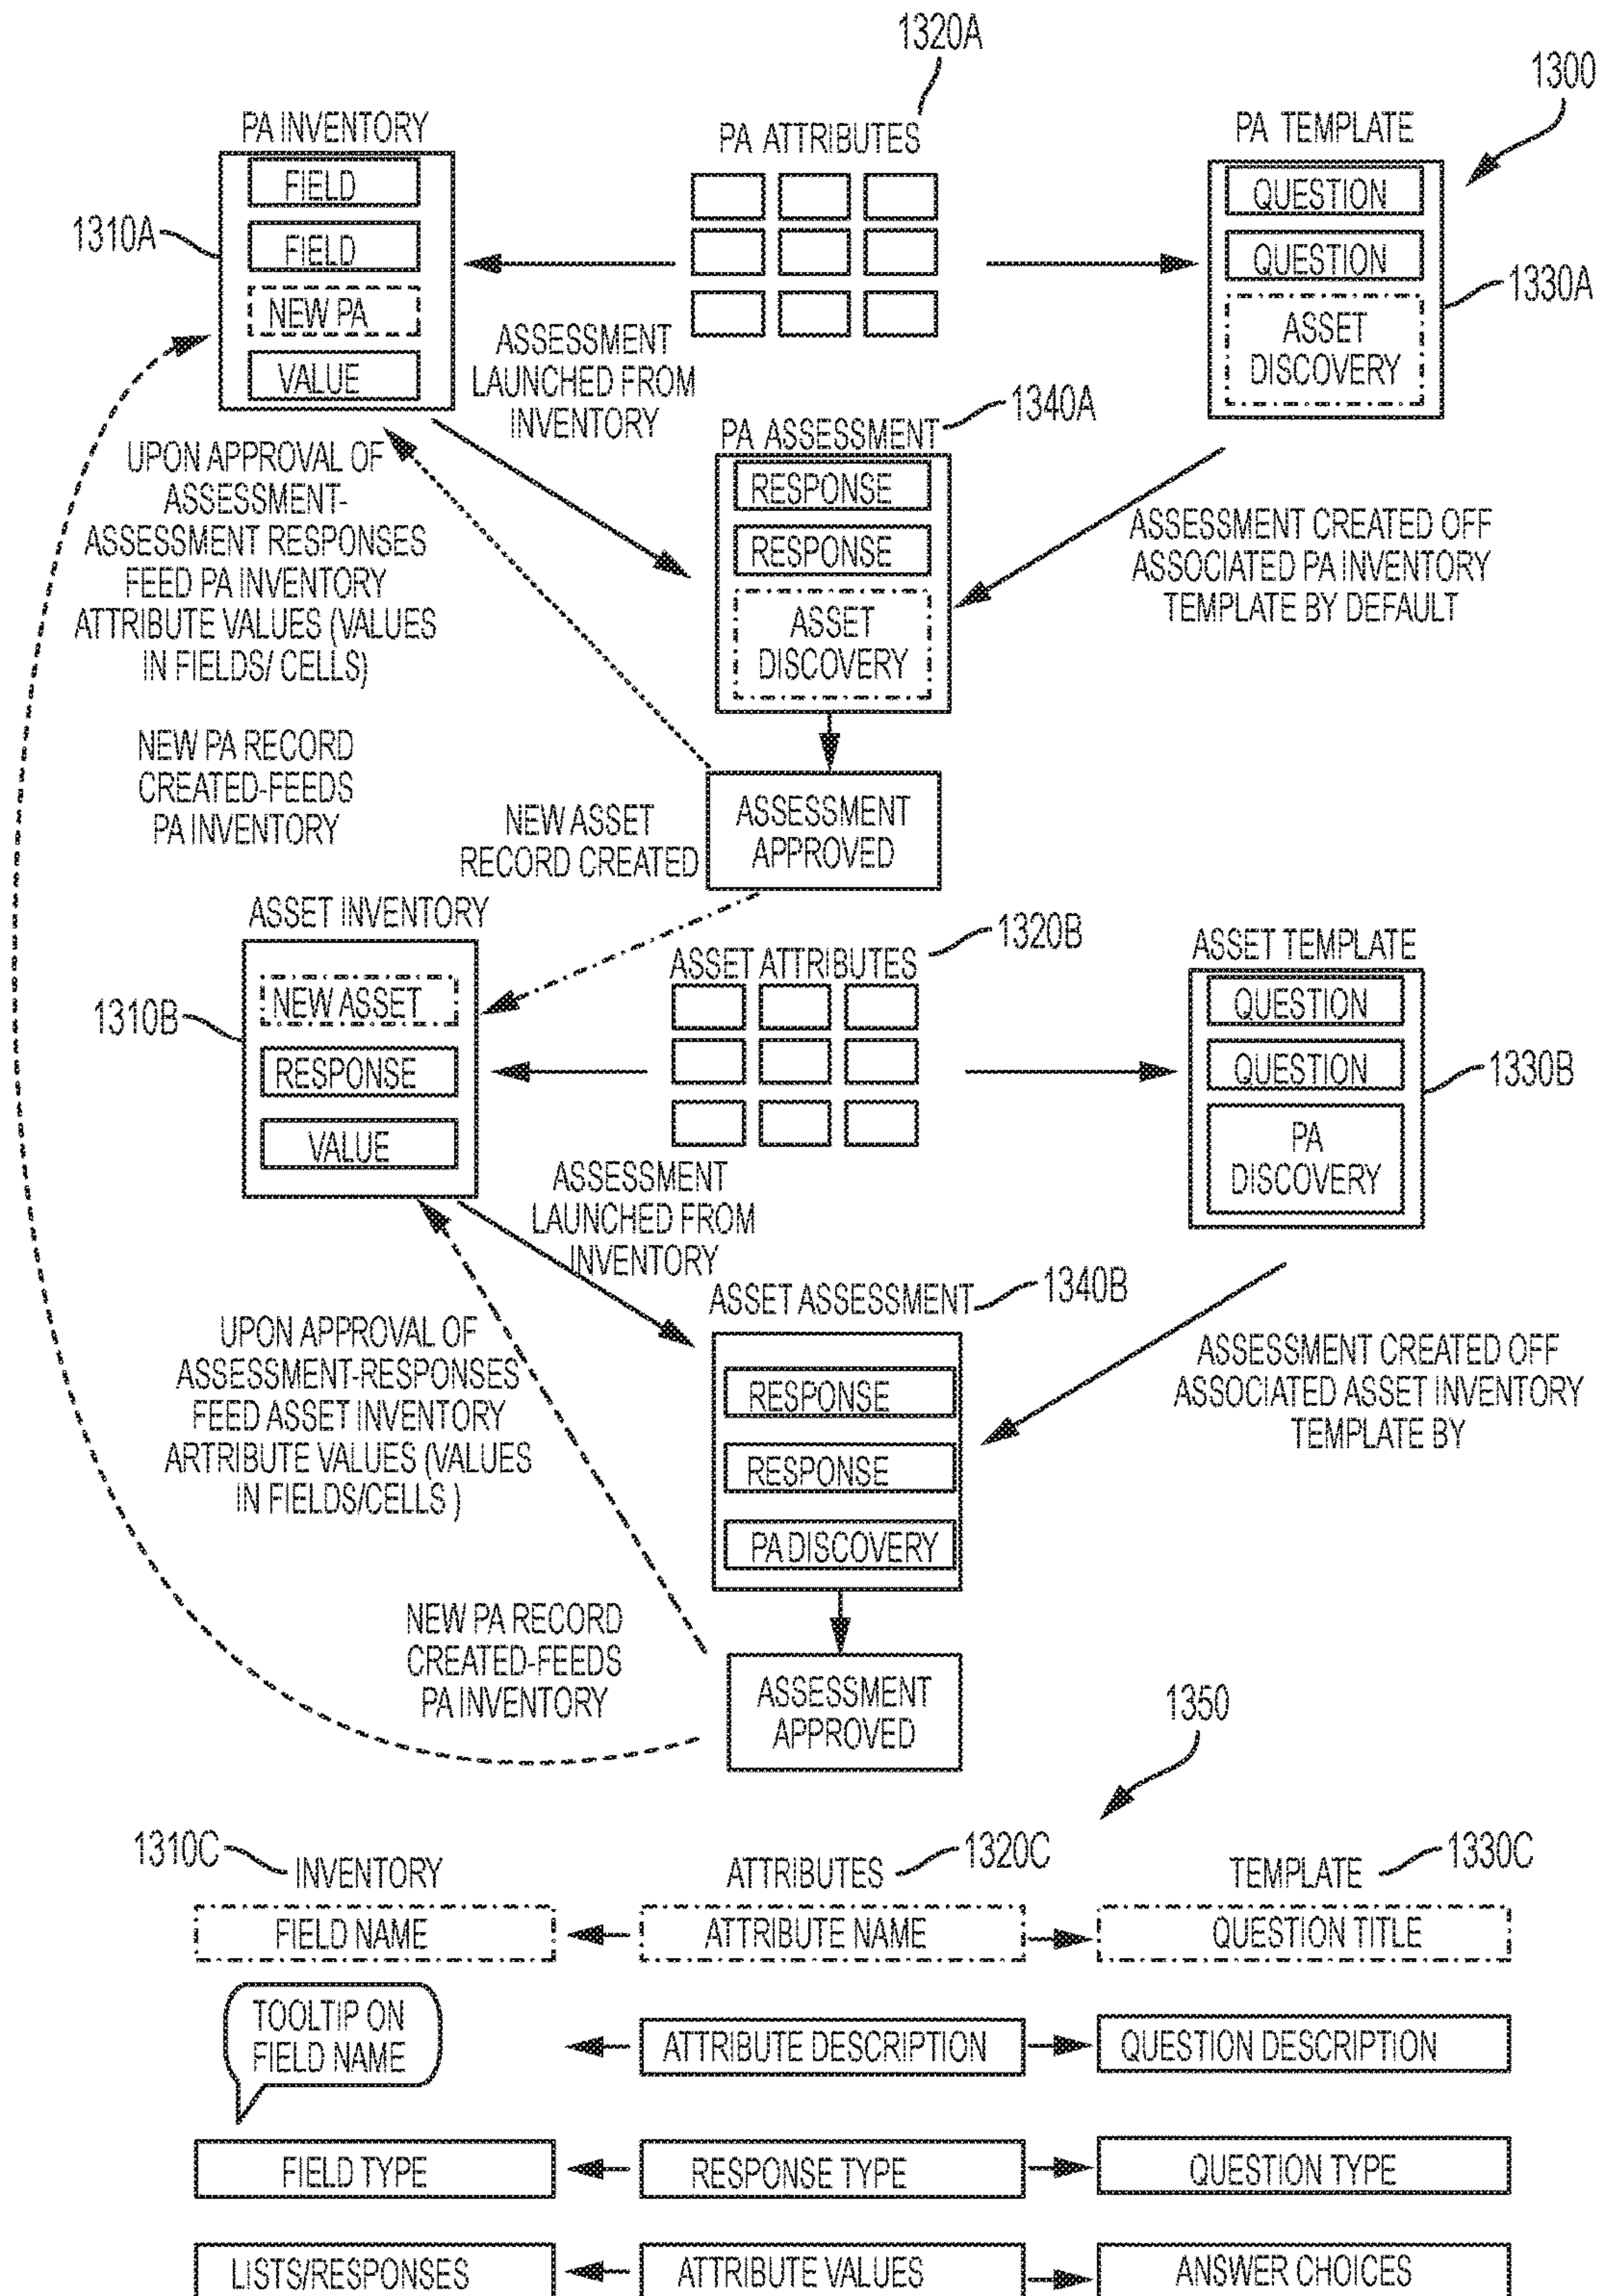 1320A
1300
PA INVENTORY
PA ATTRIBUTES
PA TEMPLATE
1310A
FIELD
FIELD
NEW PA
VALUE
QUESTION
QUESTION
ASSET
DISCOVERY
1330A
ASSESSMENT
LAUNCHED FROM
INVENTORY
1340A
PA ASSESSMENT
RESPONSE
RESPONSE
ASSET
DISCOVERY
UPON APPROVAL OF
ASSESSMENT-
ASSESSMENT RESPONSES
FEED PA INVENTORY
ATTRIBUTE VALUES (VALUES
IN FIELDS/ CELLS)
ASSESSMENT CREATED OFF
ASSOCIATED PA INVENTORY
TEMPLATE BY DEFAULT
NEW PA RECORD
CREATED-FEEDS
PA INVENTORY
NEW ASSET
RECORD CREATED
ASSESSMENT
APPROVED
ASSET INVENTORY
1310B
NEW ASSET
RESPONSE
VALUE
ASSET ATTRIBUTES
1320B
ASSET TEMPLATE
QUESTION
QUESTION
PA
DISCOVERY
1330B
ASSESSMENT
LAUNCHED FROM
INVENTORY
ASSET ASSESSMENT
1340B
RESPONSE
RESPONSE
PA DISCOVERY
UPON APPROVAL OF
ASSESSMENT-RESPONSES
FEED ASSET INVENTORY
ARTRIBUTE VALUES (VALUES
IN FIELDS/CELLS )
ASSESSMENT CREATED OFF
ASSOCIATED ASSET INVENTORY
TEMPLATE BY
NEW PA RECORD
CREATED-FEEDS
PA INVENTORY
ASSESSMENT
APPROVED
1350
1310C
INVENTORY
ATTRIBUTES
1320C
TEMPLATE
1330C
FIELD NAME
ATTRIBUTE NAME
QUESTION TITLE
TOOLTIP ON
FIELD NAME
ATTRIBUTE DESCRIPTION
QUESTION DESCRIPTION
FIELD TYPE
RESPONSE TYPE
QUESTION TYPE
LISTS/RESPONSES
ATTRIBUTE VALUES
ANSWER CHOICES